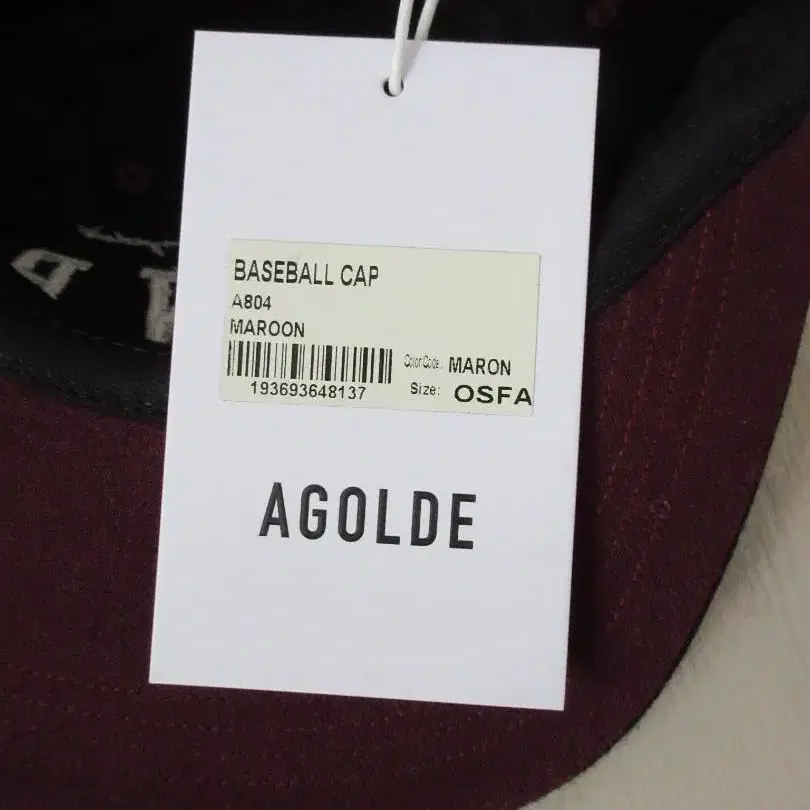 BASEBALL CAP
A804
MAROON
Color Code: MARON
193693648137
Size: OSFA
AGOLDE